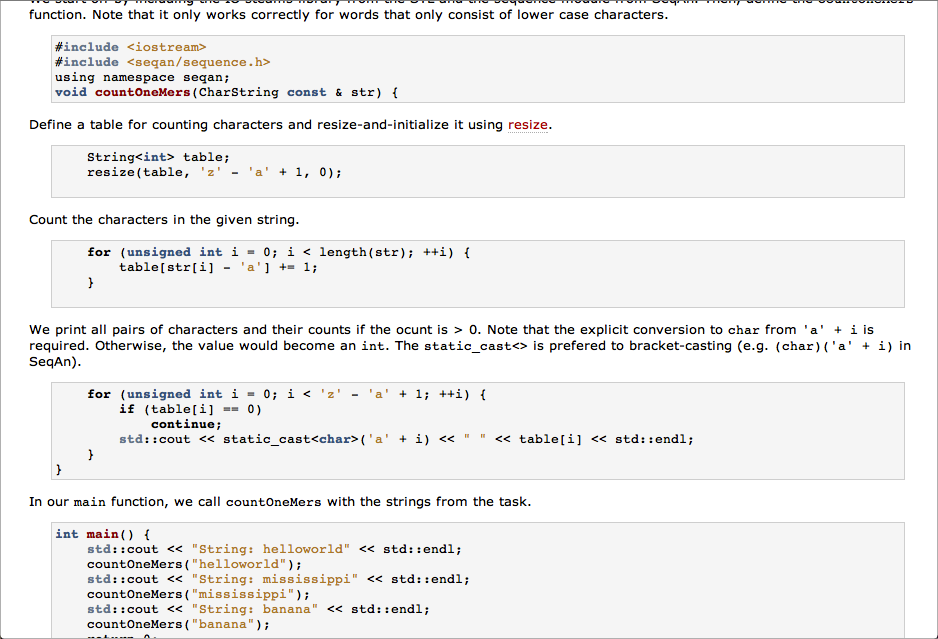 function. Note that it only works correctly for words that only consist of lower case characters.
#include <iostream>
#include <seqan/sequence.h>
using namespace seqan;
void countOneMers(CharString const & str) {
Define a table for counting characters and resize-and-initialize it using resize.
String<int> table;
resize(table, 'z' - 'a' + 1, 0);
Count the characters in the given string.
for (unsigned int i = 0; i < length(str); ++i) {
table[str[i] - 'a'] += 1;
}
We print all pairs of characters and their counts if the ocunt is > 0. Note that the explicit conversion to char from 'a' + i is
required. Otherwise, the value would become an int. The static_cast<> is prefered to bracket-casting (e.g. (char)('a' + i) in
SeqAn).
for (unsigned int i = 0; i < 'z' - 'a' + 1; ++i) {
if (table[i] == 0)
continue;
std::cout << static_cast<char>('a' + i) << " " << table[i] << std::endl;
}
}
In our main function, we call countOneMers with the strings from the task.
int main() {
std::cout << "String: helloworld" << std::endl;
countOneMers("helloworld");
std::cout << "String: mississippi" << std::endl;
countOneMers("mississippi");
std::cout << "String: banana" << std::endl;
countOneMers("banana");